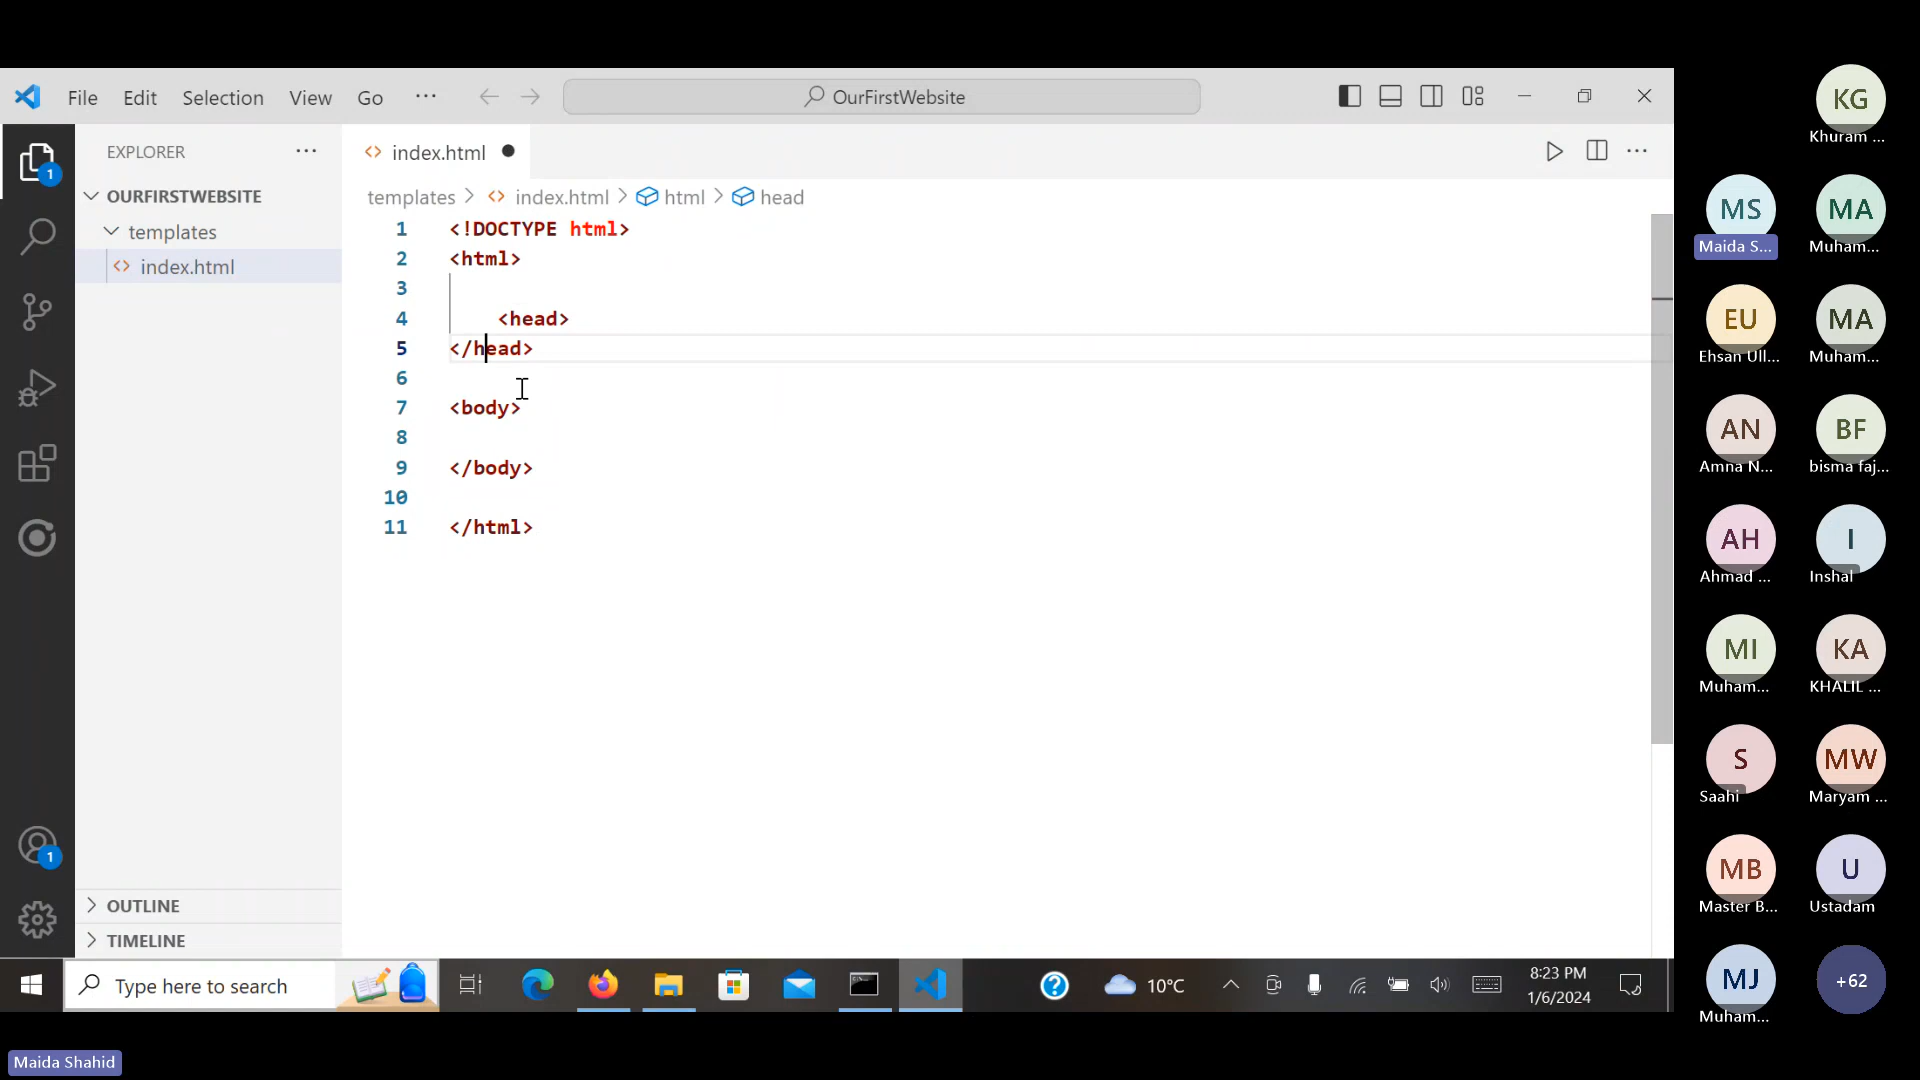 File Edit Selection View Go ··· OurFirstWebsite
EXPLORER ···
1
OURFIRSTWEBSITE
templates
index.html
index.html
templates > index.html > html > head
1 <!DOCTYPE html>
2 <html>
3
4 <head>
5 </head>
6
7 <body>
8
9 </body>
10
11 </html>
1
OUTLINE
TIMELINE
Type here to search
10°C
8:23 PM
1/6/2024
KG
Khuram ...
MS
Maida S...
MA
Muham...
EU
Ehsan Ull...
MA
Muham...
AN
Amna N...
BF
bisma faj...
AH
Ahmad ...
I
Inshal
MI
Muham...
KA
KHALIL ...
S
Saahi
MW
Maryam ...
MB
Master B...
U
Ustadam
MJ
Muham...
+62
Maida Shahid